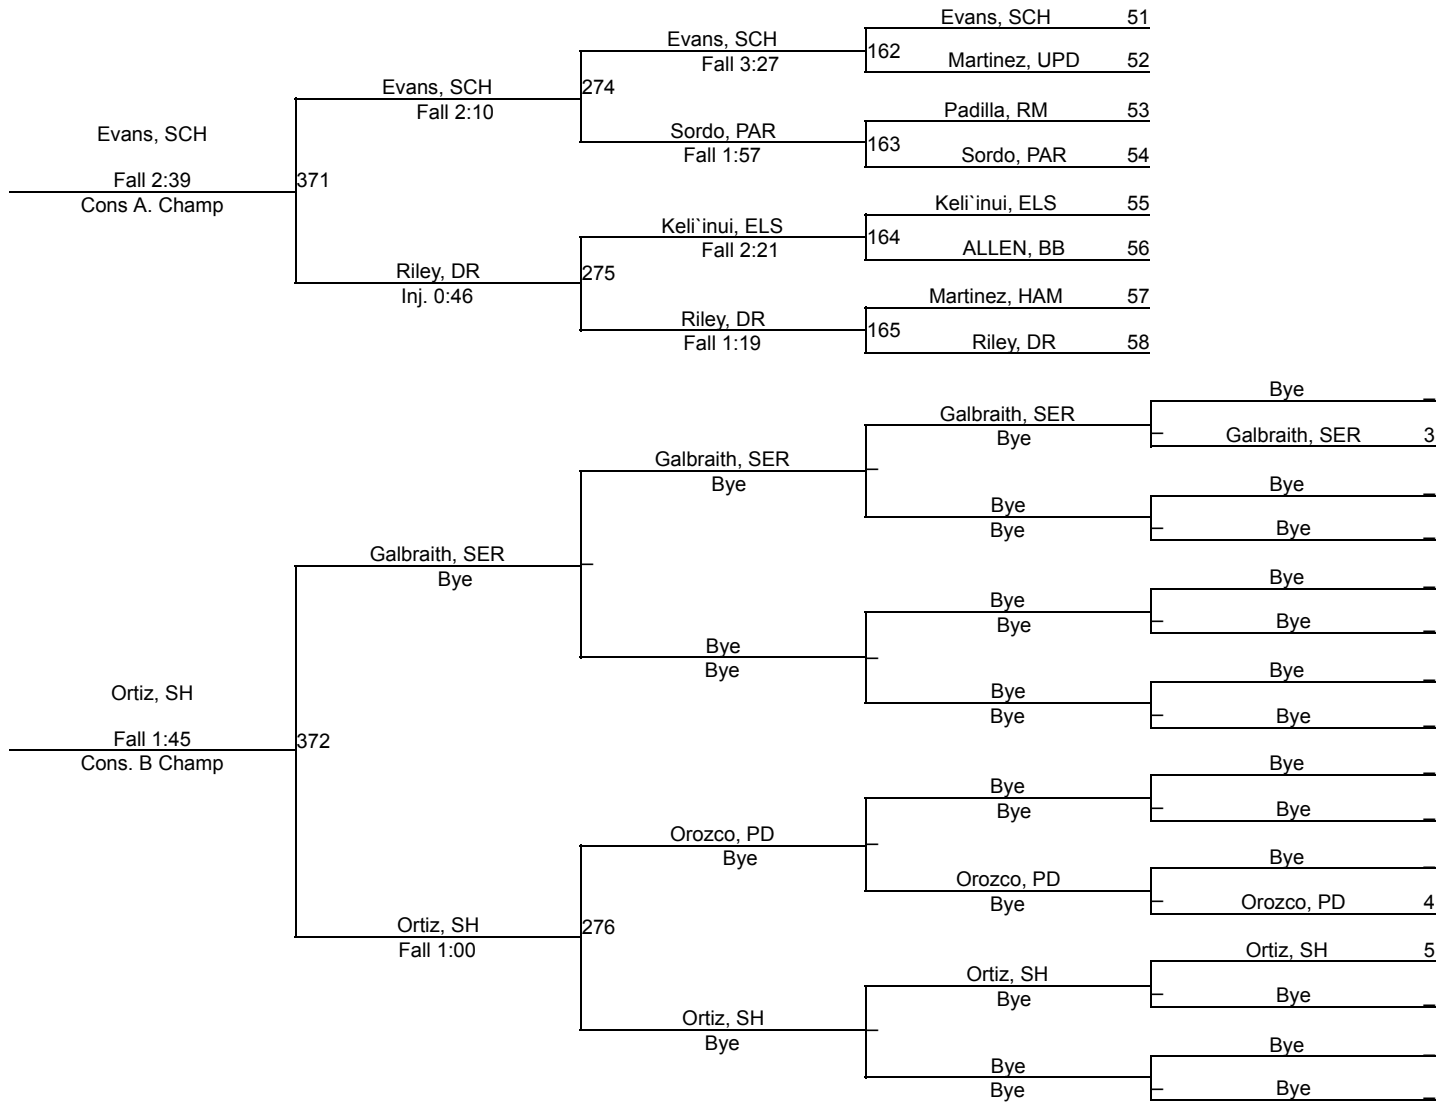 Evans, SCH 51
Evans, SCH
162
Fall 3:27
Martinez, UPD 52
Evans, SCH
274
Fall 2:10
Padilla, RM 53
Sordo, PAR
163
Fall 1:57
Sordo, PAR 54
Evans, SCH
Fall 2:39
371
Cons A. Champ
Keli`inui, ELS 55
Keli`inui, ELS
164
Fall 2:21
ALLEN, BB 56
Riley, DR
275
Inj. 0:46
Martinez, HAM 57
Riley, DR
165
Fall 1:19
Riley, DR 58
Bye _
Galbraith, SER
Bye
_
Galbraith, SER 3
Galbraith, SER
Bye
_
Bye _
Bye
Bye
_
Bye _
Galbraith, SER
Bye
_
Bye _
Bye
Bye
_
Bye _
Bye
Bye
_
Bye _
Bye
Bye
_
Bye _
Ortiz, SH
Fall 1:45
372
Cons. B Champ
Bye _
Bye
Bye
_
Bye _
Orozco, PD
Bye
_
Bye _
Orozco, PD
Bye
_
Orozco, PD 4
Ortiz, SH
276
Fall 1:00
Ortiz, SH 5
Ortiz, SH
Bye
_
Bye _
Ortiz, SH
Bye
_
Bye _
Bye
Bye
_
Bye _